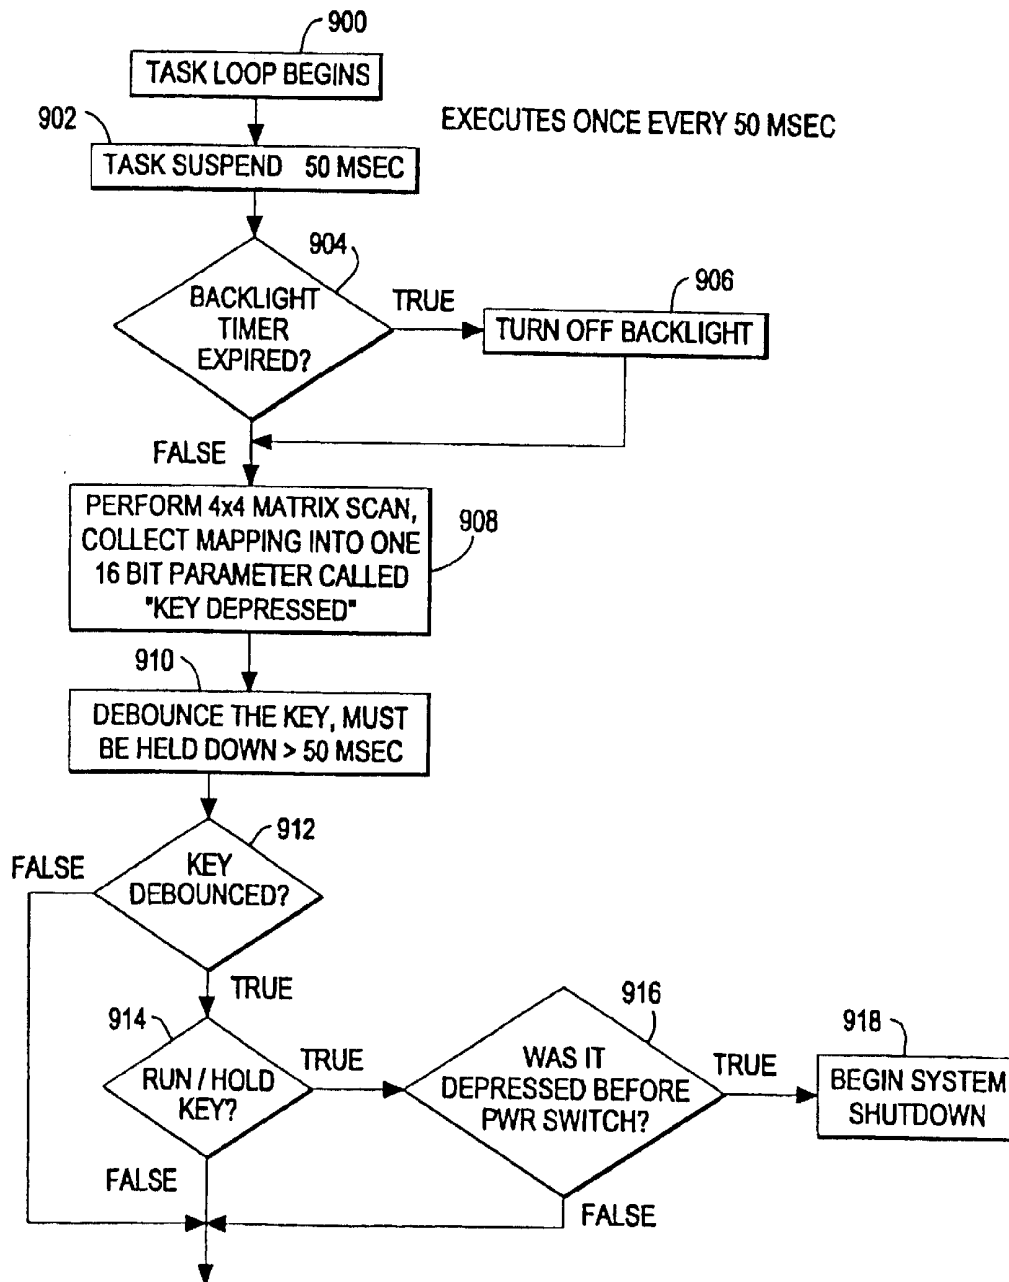 900
TASK LOOP BEGINS
902
EXECUTES ONCE EVERY 50 MSEC
TASK SUSPEND 50 MSEC
904
BACKLIGHT
TIMER
EXPIRED?
TRUE
906
TURN OFF BACKLIGHT
FALSE
PERFORM 4x4 MATRIX SCAN,
COLLECT MAPPING INTO ONE
16 BIT PARAMETER CALLED
"KEY DEPRESSED"
908
910
DEBOUNCE THE KEY, MUST
BE HELD DOWN > 50 MSEC
912
FALSE
KEY
DEBOUNCED?
TRUE
914
RUN / HOLD
KEY?
TRUE
916
WAS IT
DEPRESSED BEFORE
PWR SWITCH?
TRUE
918
BEGIN SYSTEM
SHUTDOWN
FALSE
FALSE